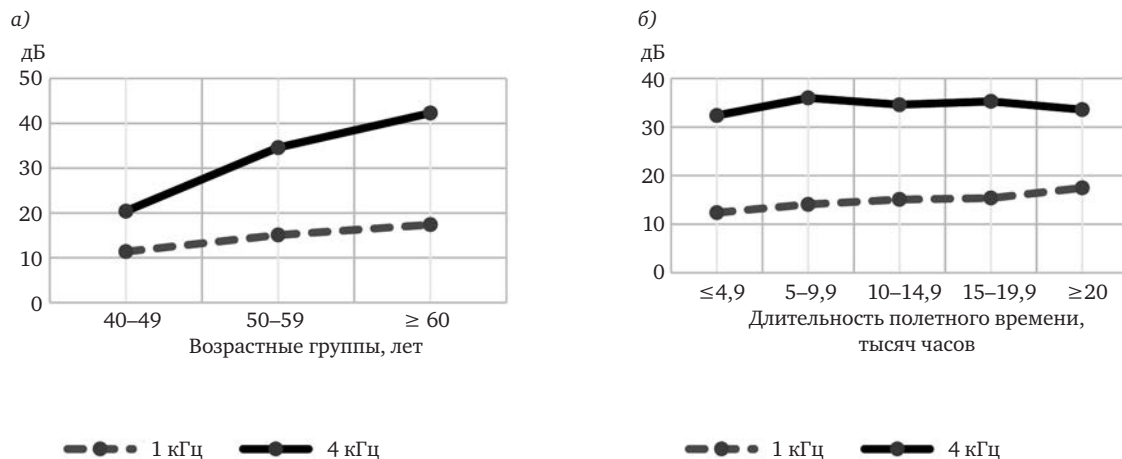 а)
дБ
50
40
30
20
10
0
40–49 50–59 ≥ 60
Возрастные группы, лет
1 кГц 4 кГц
б)
дБ
40
30
20
10
0
≤4,9 5–9,9 10–14,9 15–19,9 ≥20
Длительность полетного времени,
тысяч часов
1 кГц 4 кГц